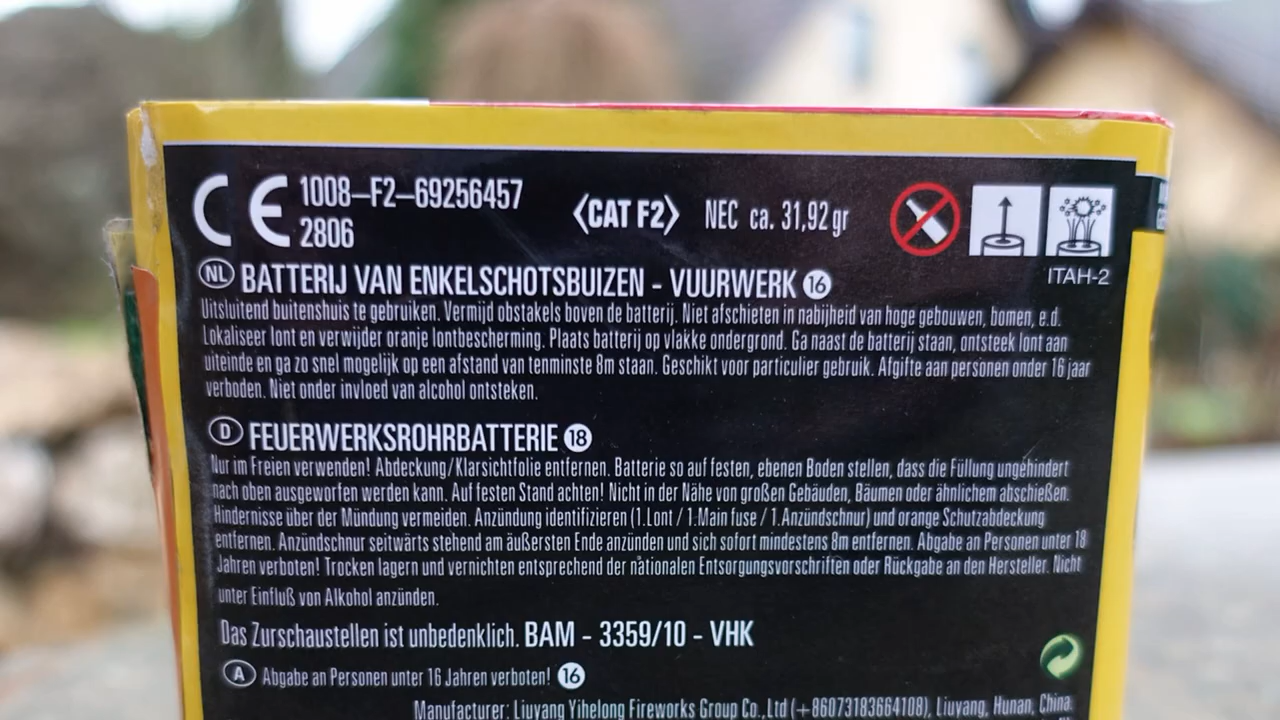 CE 1008-F2-69256457
2806
<CAT F2> NEC ca. 31,92 gr
ITAH-2
NL BATTERIJ VAN ENKELSCHOTSBUIZEN - VUURWERK 16
Uitsluitend buitenshuis te gebruiken. Vermijd obstakels boven de batterij. Niet afschieten in nabijheid van hoge gebouwen, bomen, e.d.
Lokaliseer lont en verwijder oranje lontbescherming. Plaats batterij op vlakke ondergrond. Ga naast de batterij staan, ontsteek lont aan
uiteinde en ga zo snel mogelijk op een afstand van tenminste 8m staan. Geschikt voor particulier gebruik. Afgifte aan personen onder 16 jaar
verboden. Niet onder invloed van alcohol ontsteken.
D FEUERWERKSROHRBATTERIE 18
Nur im Freien verwenden! Abdeckung/Klarsichtfolie entfernen. Batterie so auf festen, ebenen Boden stellen, dass die Füllung ungehindert
nach oben ausgeworfen werden kann. Auf festen Stand achten! Nicht in der Nähe von großen Gebäuden, Bäumen oder ähnlichem abschießen.
Hindernisse über der Mündung vermeiden. Anzündung identifizieren (1.Lont / 1.Main fuse / 1.Anzündschnur) und orange Schutzabdeckung
entfernen. Anzündschnur seitwärts stehend am äußersten Ende anzünden und sich sofort mindestens 8m entfernen. Abgabe an Personen unter 18
Jahren verboten! Trocken lagern und vernichten entsprechend der nationalen Entsorgungsvorschriften oder Rückgabe an den Hersteller. Nicht
unter Einfluß von Alkohol anzünden.
Das Zurschaustellen ist unbedenklich. BAM - 3359/10 - VHK
A Abgabe an Personen unter 16 Jahren verboten! 16
Manufacturer: Liuyang Yihelong Fireworks Group Co.,Ltd (+86073183664108), Liuyang, Hunan, China.